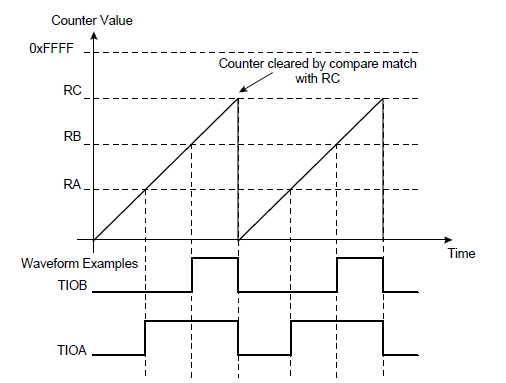 Counter Value
0xFFFF
Counter cleared by compare match
with RC
RC
RB
RA
Time
Waveform Examples
TIOB
TIOA